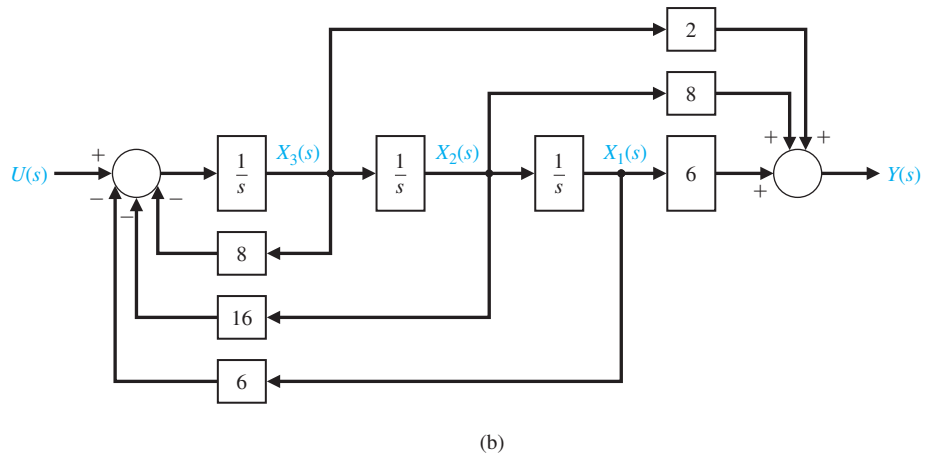 2
8
U(s)
+
1/s
X₃(s)
1/s
X₂(s)
1/s
X₁(s)
6
+
+
+
Y(s)
−
−
−
8
16
6
(b)